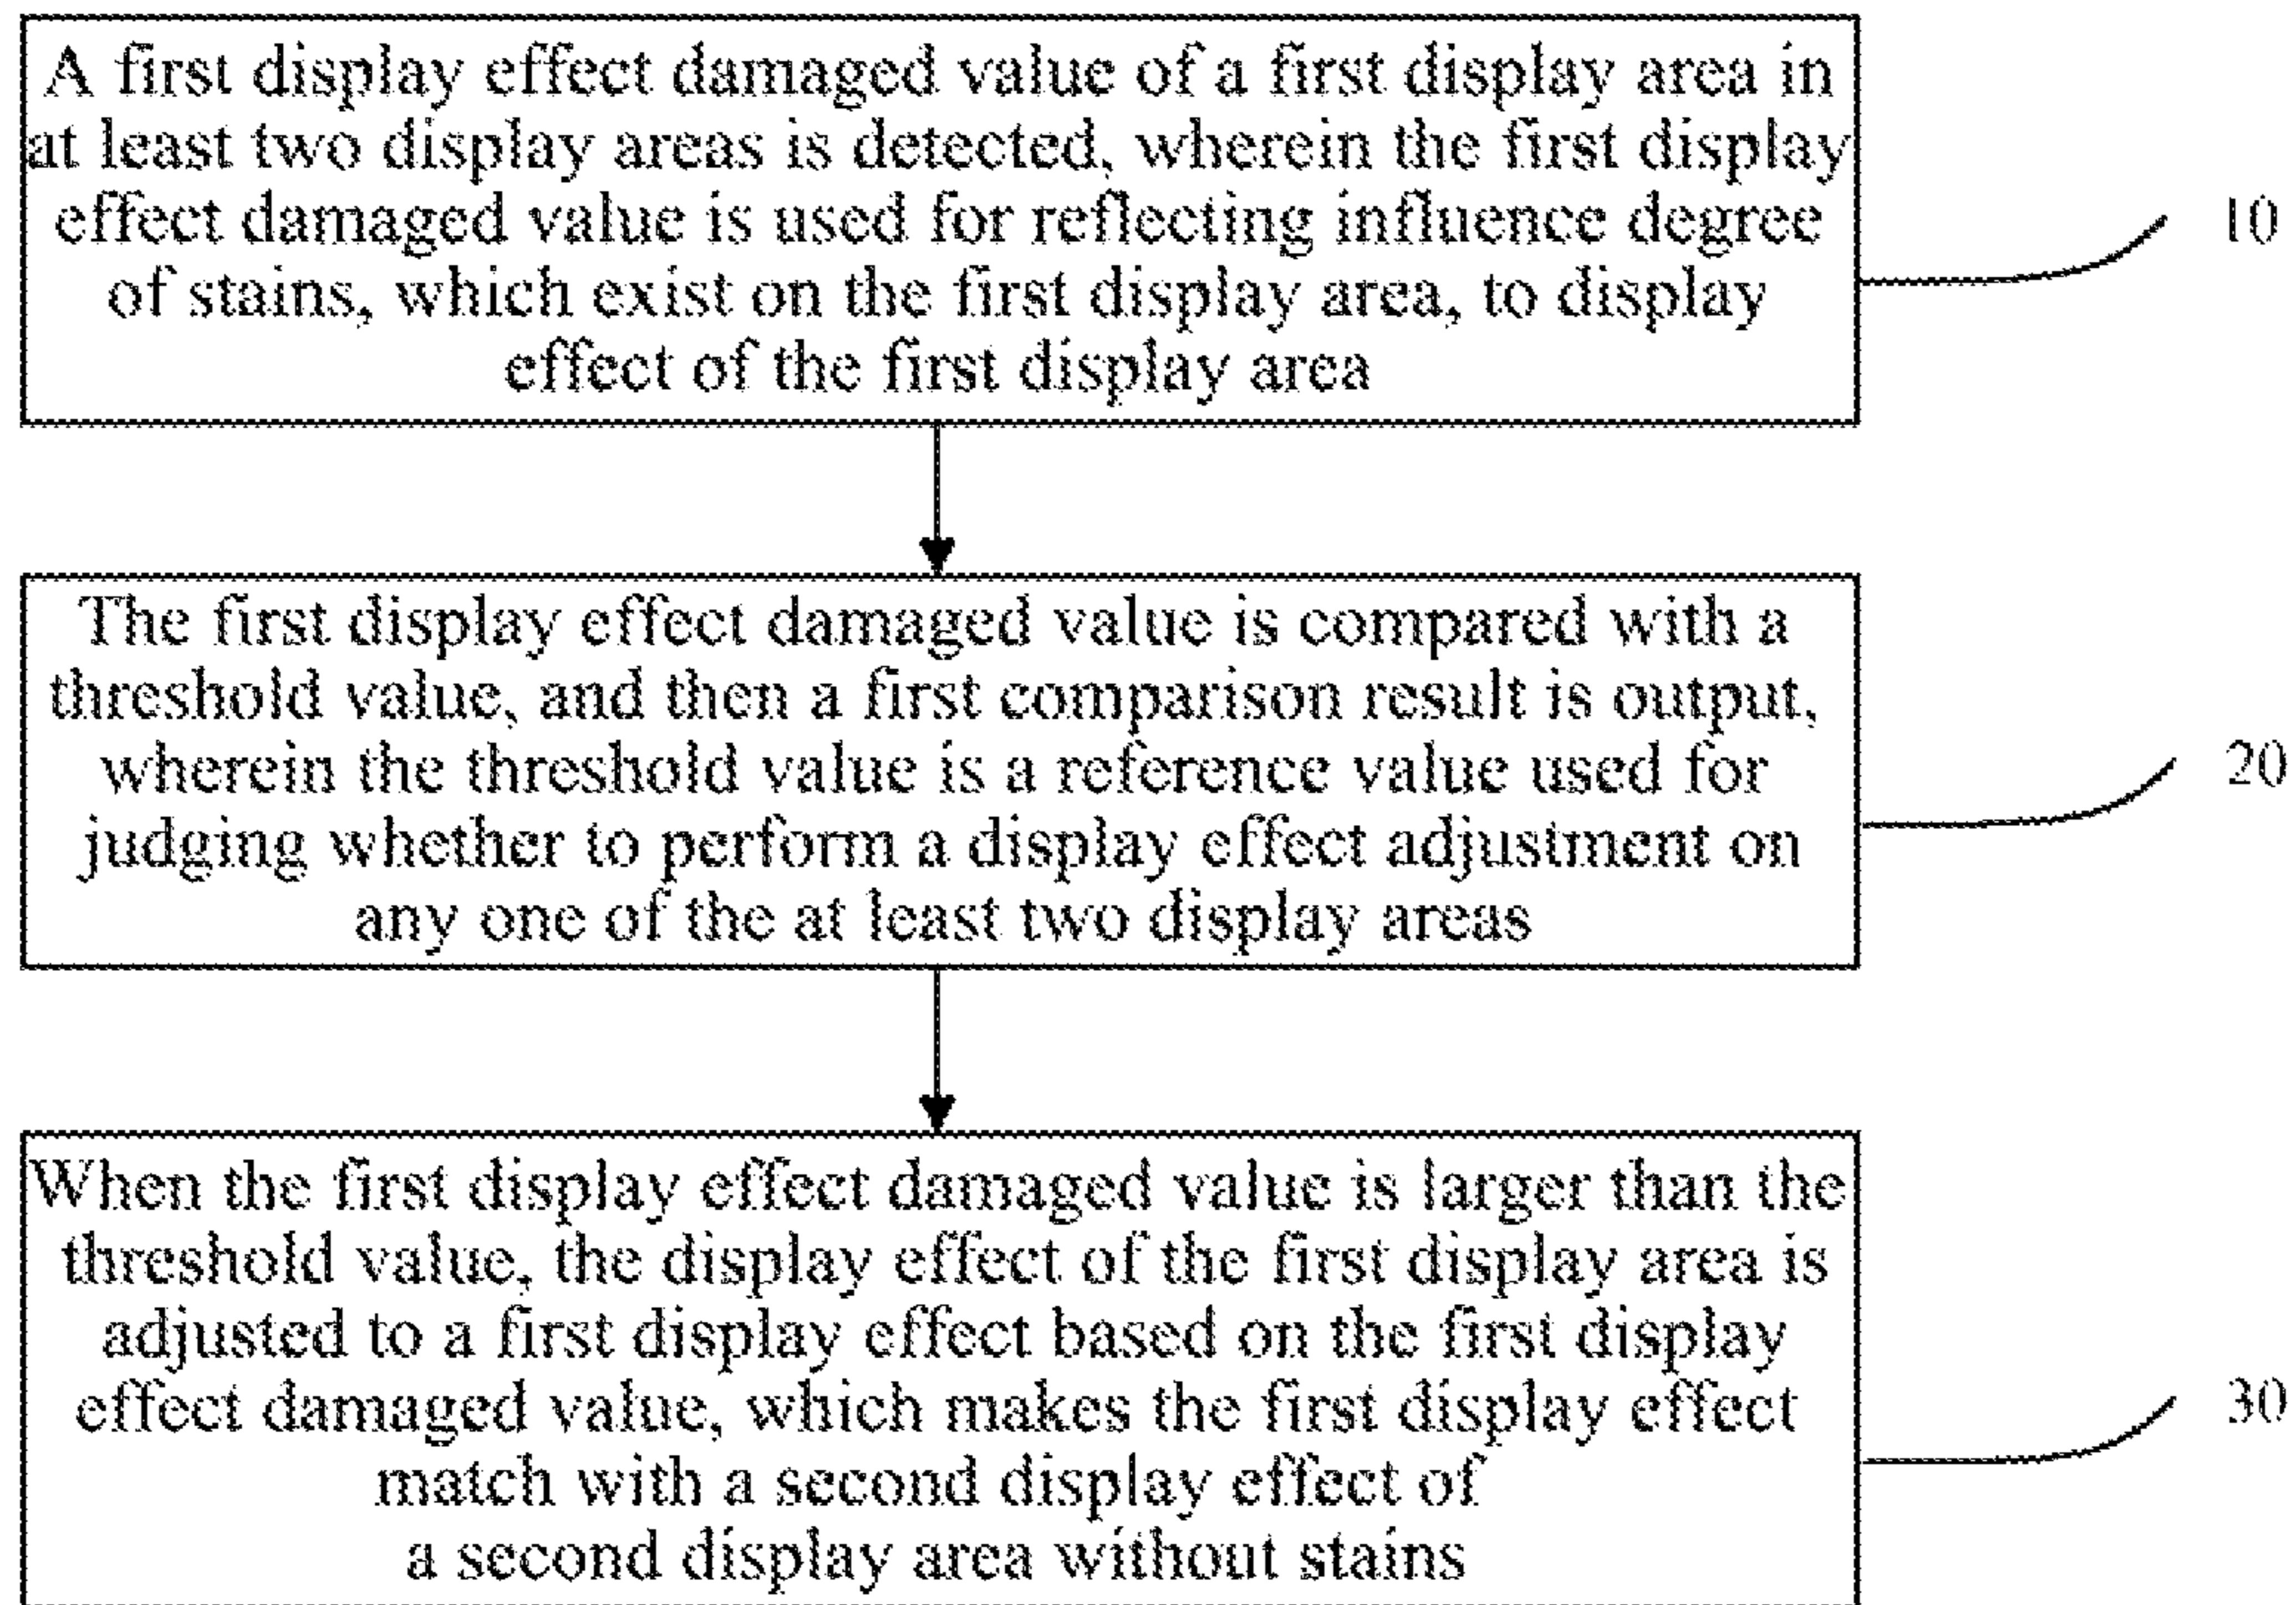 A first display effect damaged value of a first display area in
at least two display areas is detected, wherein the first display
effect damaged value is used for reflecting influence degree
of stains, which exist on the first display area, to display
effect of the first display area
10
The first display effect damaged value is compared with a
threshold value, and then a first comparison result is output,
wherein the threshold value is a reference value used for
judging whether to perform a display effect adjustment on
any one of the at least two display areas
20
When the first display effect damaged value is larger than the
threshold value, the display effect of the first display area is
adjusted to a first display effect based on the first display
effect damaged value, which makes the first display effect
match with a second display effect of
a second display area without stains
30